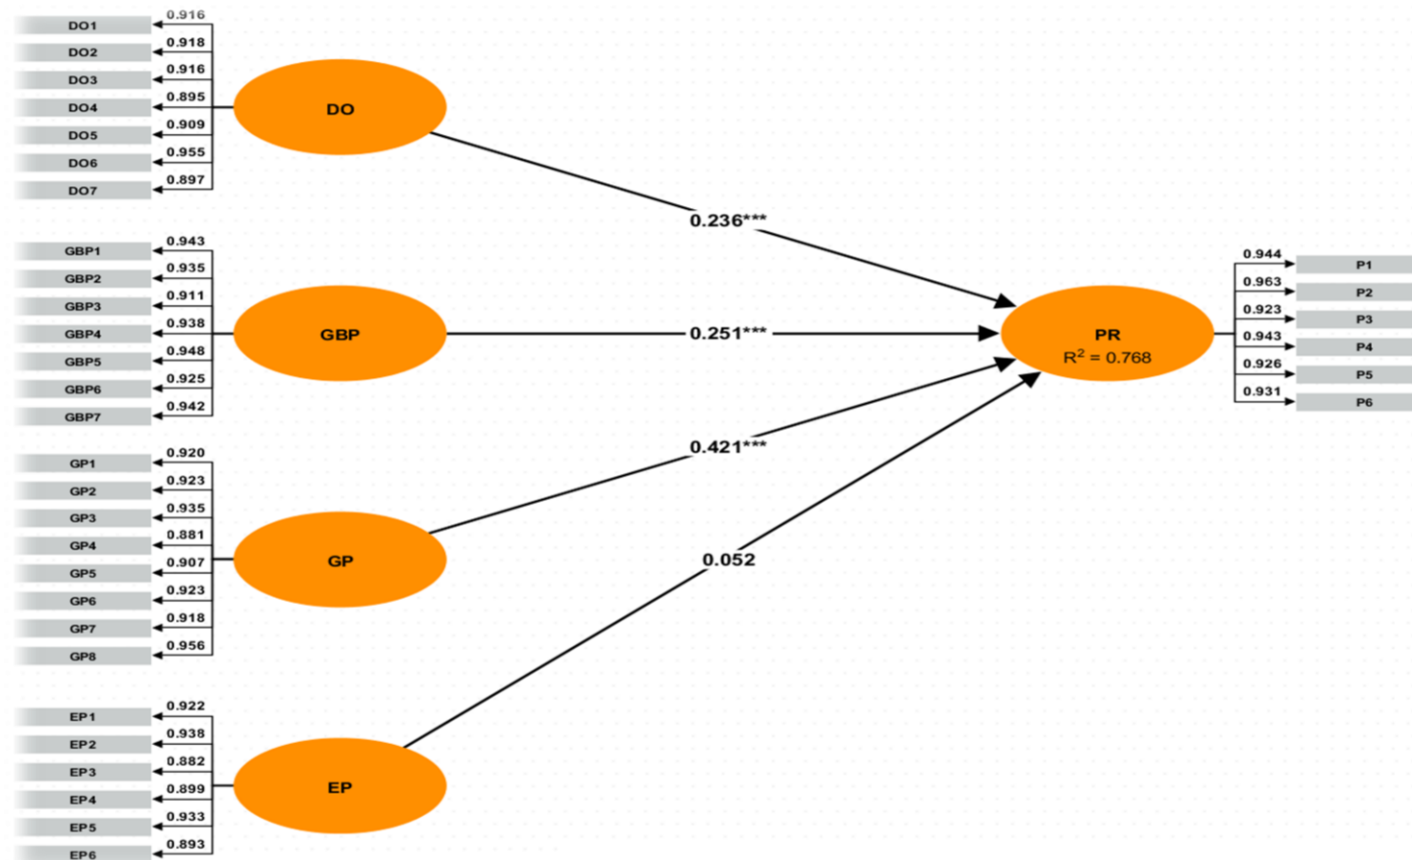 0.916
DO1
0.918
DO2
0.916
DO3
0.895
DO4
0.909
DO5
0.955
DO6
0.897
DO7
DO
0.236***
0.943
GBP1
0.935
GBP2
0.911
GBP3
0.938
GBP4
0.948
GBP5
0.925
GBP6
0.942
GBP7
GBP
0.251***
PR
R² = 0.768
0.944
P1
0.963
P2
0.923
P3
0.943
P4
0.926
P5
0.931
P6
0.920
GP1
0.923
GP2
0.935
GP3
0.881
GP4
0.907
GP5
0.923
GP6
0.918
GP7
0.956
GP8
GP
0.421***
0.052
0.922
EP1
0.938
EP2
0.882
EP3
0.899
EP4
0.933
EP5
0.893
EP6
EP